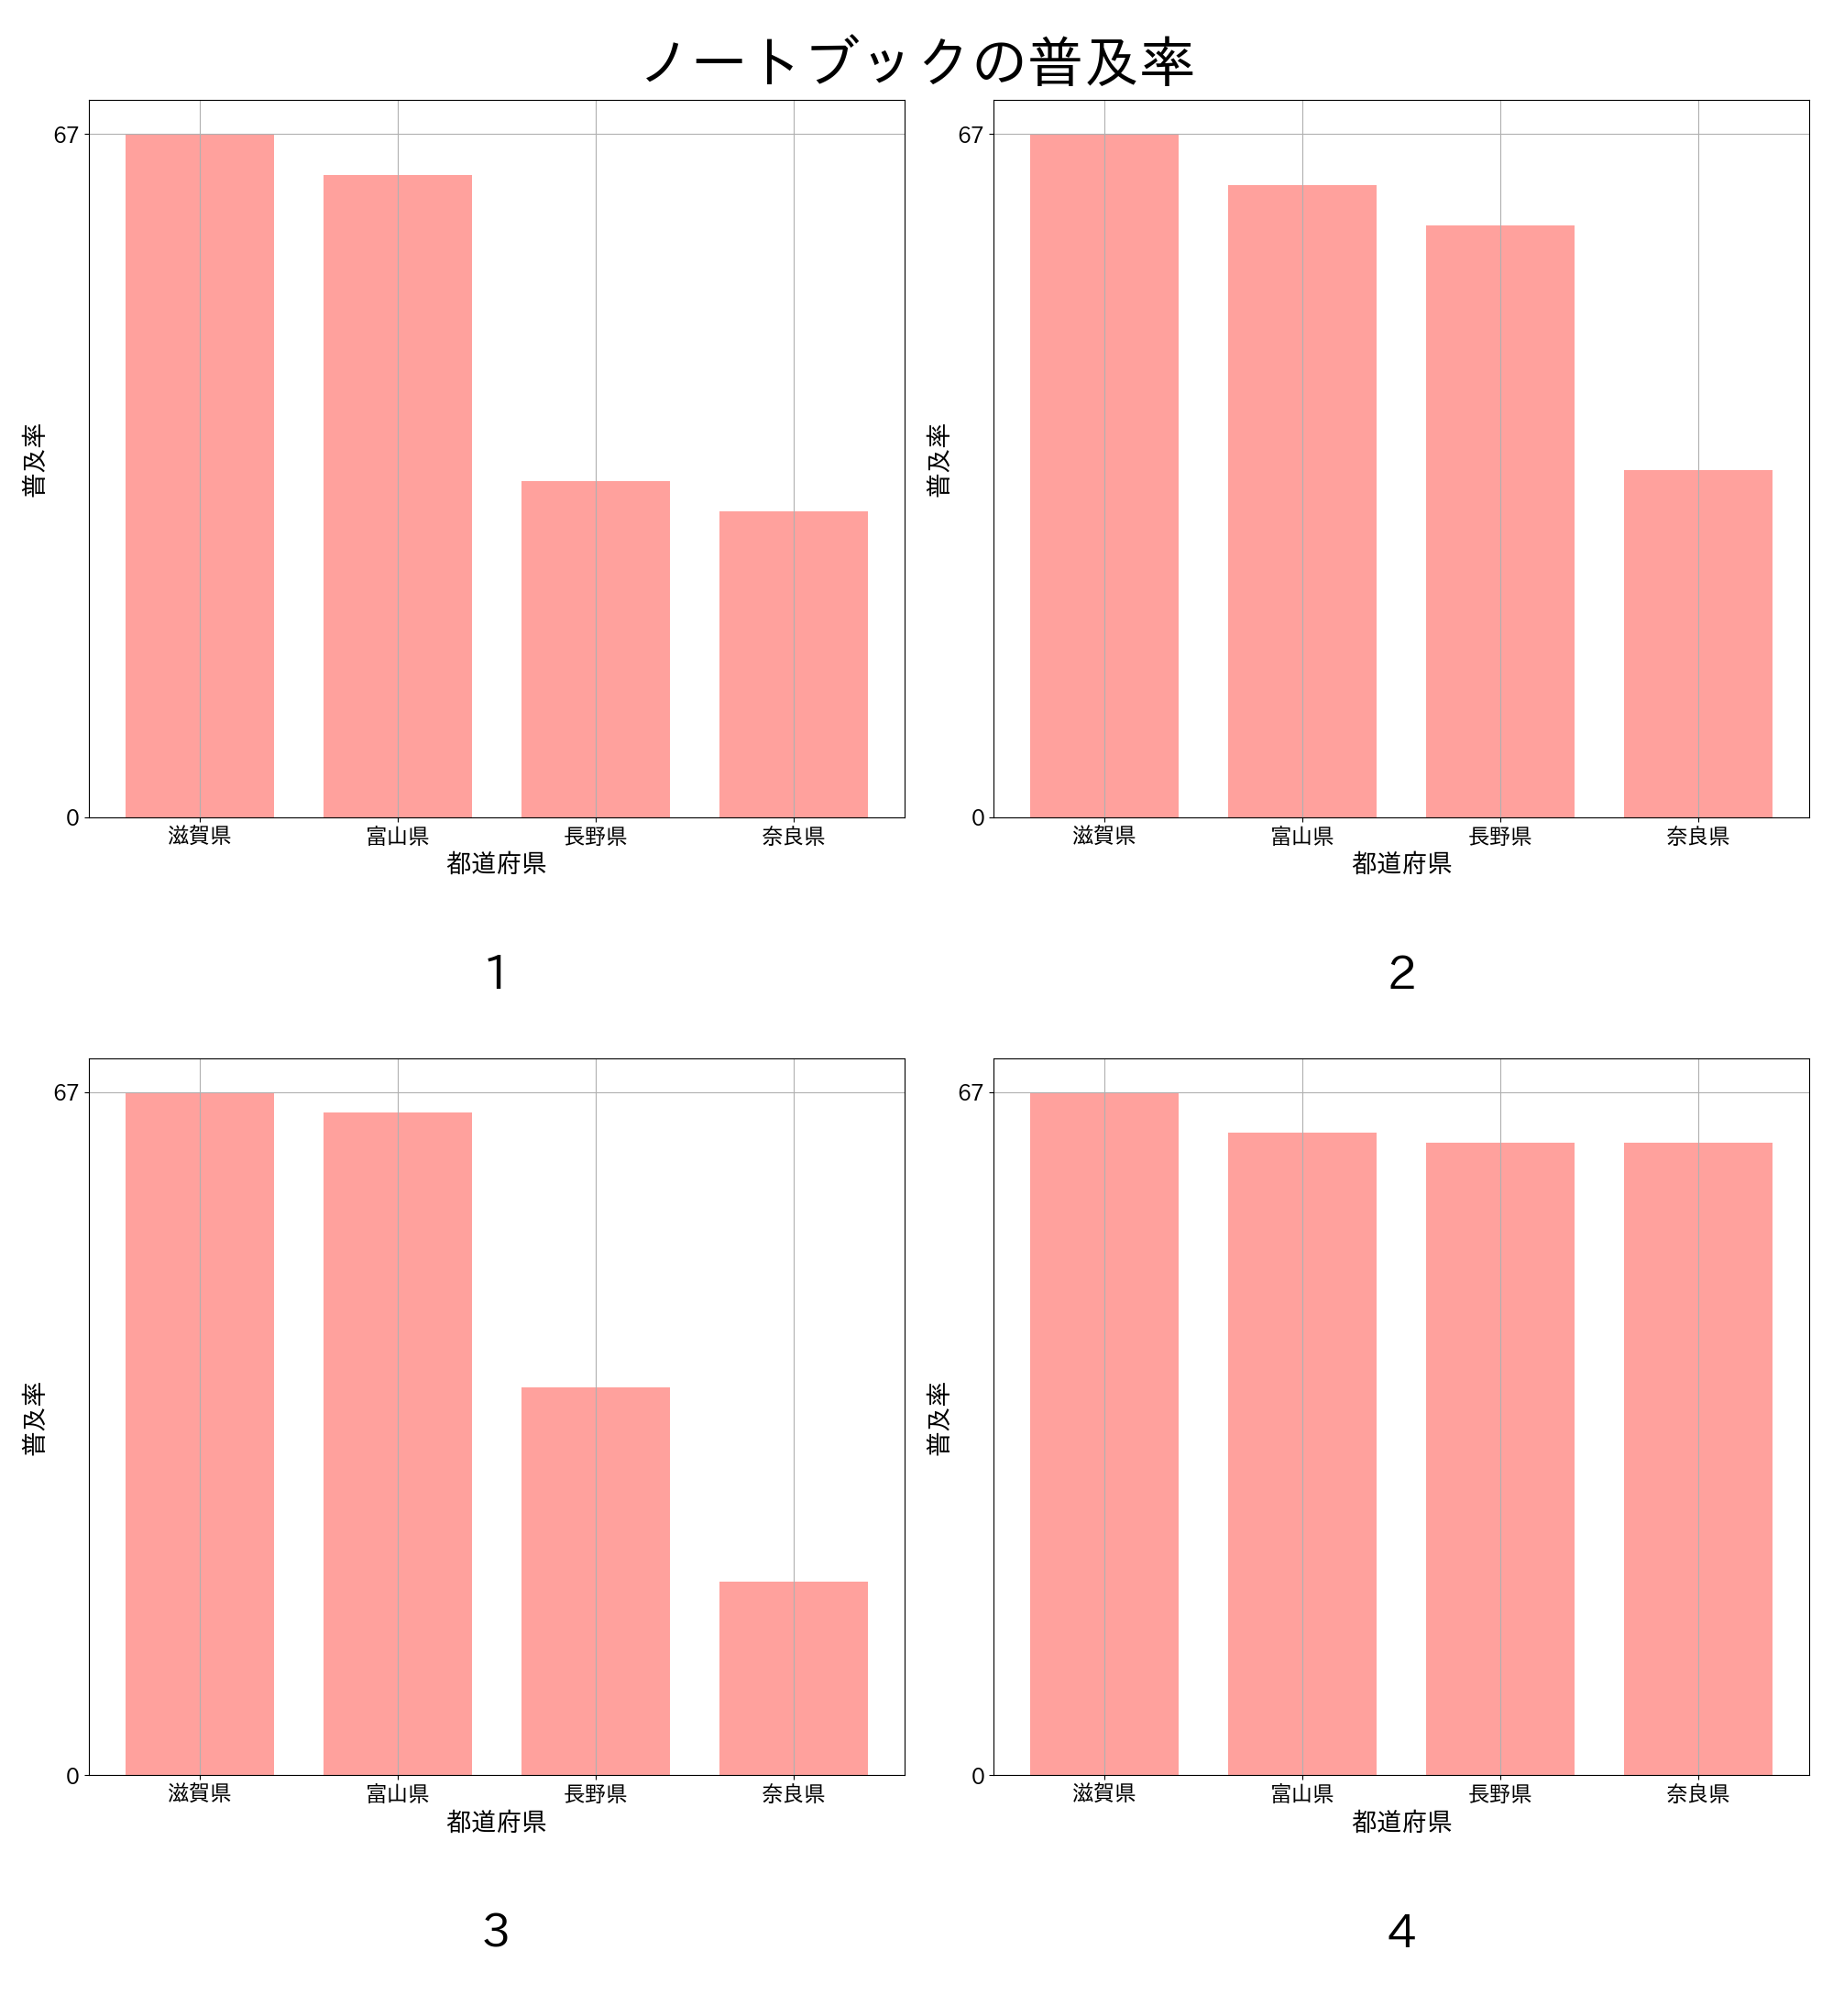 ノートブックの普及率
67
0
普及率
滋賀県 富山県 長野県 奈良県
都道府県
1
67
0
普及率
滋賀県 富山県 長野県 奈良県
都道府県
2
67
0
普及率
滋賀県 富山県 長野県 奈良県
都道府県
3
67
0
普及率
滋賀県 富山県 長野県 奈良県
都道府県
4